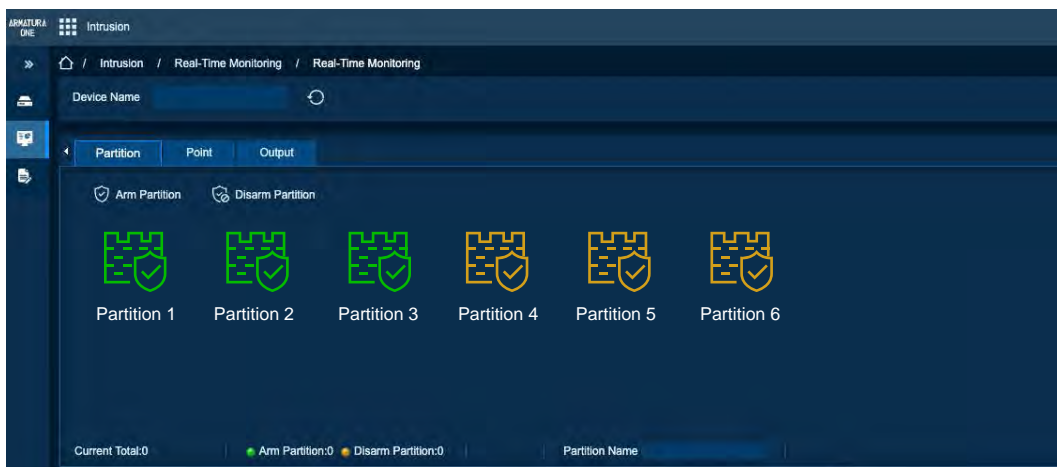 ARMATURA
ONE
Intrusion
/ Intrusion / Real-Time Monitoring / Real-Time Monitoring
Device Name
Partition Point Output
Arm Partition Disarm Partition
Partition 1 Partition 2 Partition 3 Partition 4 Partition 5 Partition 6
Current Total:0 Arm Partition:0 Disarm Partition:0 Partition Name